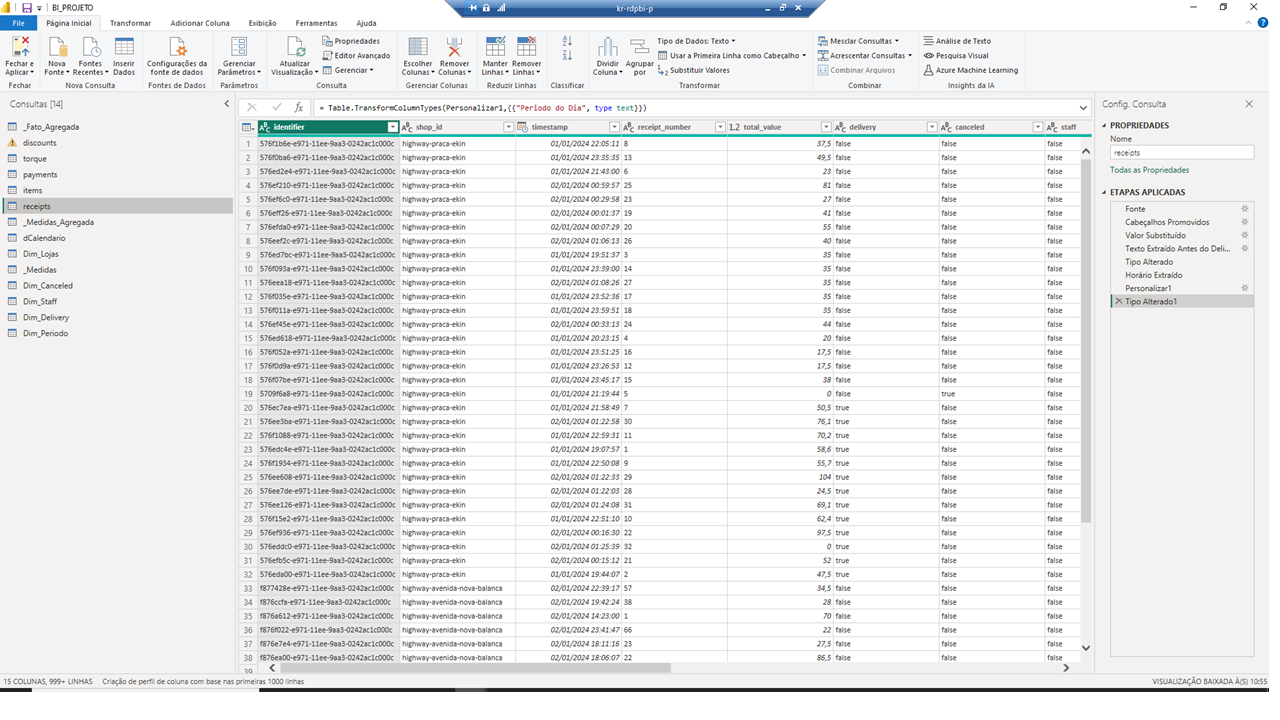 BI_PROJETO
kr-rdpbi-p
File Página Inicial Transformar Adicionar Coluna Exibição Ferramentas Ajuda
Fechar e Aplicar
Nova Fonte
Fontes Recentes
Inserir Dados
Configurações da fonte de dados
Gerenciar Parâmetros
Atualizar Visualização
Propriedades
Editor Avançado
Gerenciar
Escolher Colunas
Remover Colunas
Manter Linhas
Remover Linhas
Dividir Coluna
Agrupar por
Tipo de Dados: Texto
Usar a Primeira Linha como Cabeçalho
Substituir Valores
Mesclar Consultas
Acrescentar Consultas
Combinar Arquivos
Análise de Texto
Pesquisa Visual
Azure Machine Learning
Fechar Nova Consulta Fontes de Dados Parâmetros Consulta Gerenciar Colunas Reduzir Linhas Classificar Transformar Combinar Insights da IA
Consultas [14]
_Fato_Agregada
discounts
torque
payments
items
receipts
_Medidas_Agregada
dCalendario
Dim_Lojas
_Medidas
Dim_Canceled
Dim_Staff
Dim_Delivery
Dim_Periodo
= Table.TransformColumnTypes(Personalizar1,{{"Período do Dia", type text}})
identifier shop_id timestamp receipt_number 1.2 total_value delivery canceled staff
1 576f1b6e-e971-11ee-9aa3-0242ac1c000c highway-praca-ekin 01/01/2024 22:05:11 8 37,5 false false false
2 576f0ba6-e971-11ee-9aa3-0242ac1c000c highway-praca-ekin 01/01/2024 23:35:35 13 49,5 false false false
3 576ed2e4-e971-11ee-9aa3-0242ac1c000c highway-praca-ekin 01/01/2024 21:43:00 6 23 false false false
4 576ef210-e971-11ee-9aa3-0242ac1c000c highway-praca-ekin 02/01/2024 00:59:57 25 81 false false false
5 576ef6c0-e971-11ee-9aa3-0242ac1c000c highway-praca-ekin 02/01/2024 00:29:58 23 27 false false false
6 576eff26-e971-11ee-9aa3-0242ac1c000c highway-praca-ekin 02/01/2024 00:01:37 19 41 false false false
7 576efda0-e971-11ee-9aa3-0242ac1c000c highway-praca-ekin 02/01/2024 00:07:29 20 55 false false false
8 576eef2c-e971-11ee-9aa3-0242ac1c000c highway-praca-ekin 02/01/2024 01:06:13 26 40 false false false
9 576ed7bc-e971-11ee-9aa3-0242ac1c000c highway-praca-ekin 01/01/2024 19:51:37 3 35 false false false
10 576f093a-e971-11ee-9aa3-0242ac1c000c highway-praca-ekin 01/01/2024 23:39:00 14 35 false false false
11 576eea18-e971-11ee-9aa3-0242ac1c000c highway-praca-ekin 02/01/2024 01:08:26 27 35 false false false
12 576f035e-e971-11ee-9aa3-0242ac1c000c highway-praca-ekin 01/01/2024 23:52:36 17 35 false false false
13 576f011a-e971-11ee-9aa3-0242ac1c000c highway-praca-ekin 01/01/2024 23:59:51 18 35 false false false
14 576ef45e-e971-11ee-9aa3-0242ac1c000c highway-praca-ekin 02/01/2024 00:33:13 24 44 false false false
15 576ed618-e971-11ee-9aa3-0242ac1c000c highway-praca-ekin 01/01/2024 20:23:15 4 20 false false false
16 576f052a-e971-11ee-9aa3-0242ac1c000c highway-praca-ekin 01/01/2024 23:51:25 16 17,5 false false false
17 576f0d9a-e971-11ee-9aa3-0242ac1c000c highway-praca-ekin 01/01/2024 23:26:53 12 17,5 false false false
18 576f07be-e971-11ee-9aa3-0242ac1c000c highway-praca-ekin 01/01/2024 23:45:17 15 38 false false false
19 5709f6a8-e971-11ee-9aa3-0242ac1c000c highway-praca-ekin 01/01/2024 21:19:44 5 0 false true false
20 576ec7ea-e971-11ee-9aa3-0242ac1c000c highway-praca-ekin 01/01/2024 21:58:49 7 50,5 true false false
21 576ee3ba-e971-11ee-9aa3-0242ac1c000c highway-praca-ekin 02/01/2024 01:22:58 30 76,1 true false false
22 576f1088-e971-11ee-9aa3-0242ac1c000c highway-praca-ekin 01/01/2024 22:59:31 11 70,2 true false false
23 576edc4e-e971-11ee-9aa3-0242ac1c000c highway-praca-ekin 01/01/2024 19:07:57 1 58,6 true false false
24 576f1934-e971-11ee-9aa3-0242ac1c000c highway-praca-ekin 01/01/2024 22:50:08 9 55,7 true false false
25 576ee608-e971-11ee-9aa3-0242ac1c000c highway-praca-ekin 02/01/2024 01:22:33 29 104 true false false
26 576ee7de-e971-11ee-9aa3-0242ac1c000c highway-praca-ekin 02/01/2024 01:22:03 28 24,5 true false false
27 576ee126-e971-11ee-9aa3-0242ac1c000c highway-praca-ekin 02/01/2024 01:24:08 31 69,1 true false false
28 576f15e2-e971-11ee-9aa3-0242ac1c000c highway-praca-ekin 01/01/2024 22:51:10 10 62,4 true false false
29 576ef936-e971-11ee-9aa3-0242ac1c000c highway-praca-ekin 02/01/2024 00:16:30 22 97,5 true false false
30 576eddc0-e971-11ee-9aa3-0242ac1c000c highway-praca-ekin 02/01/2024 01:25:39 32 0 true false false
31 576efb5c-e971-11ee-9aa3-0242ac1c000c highway-praca-ekin 02/01/2024 00:15:12 21 52 true false false
32 576eda00-e971-11ee-9aa3-0242ac1c000c highway-praca-ekin 01/01/2024 19:44:07 2 47,5 true false false
33 f877428e-e971-11ee-9aa3-0242ac1c000c highway-avenida-nova-balanca 02/01/2024 22:39:17 57 34,5 false false false
34 f876ccfa-e971-11ee-9aa3-0242ac1c000c highway-avenida-nova-balanca 02/01/2024 19:42:24 38 28 false false false
35 f876a612-e971-11ee-9aa3-0242ac1c000c highway-avenida-nova-balanca 02/01/2024 14:23:00 1 70 false false false
36 f876f022-e971-11ee-9aa3-0242ac1c000c highway-avenida-nova-balanca 02/01/2024 23:41:47 66 22 false false false
37 f876e7e4-e971-11ee-9aa3-0242ac1c000c highway-avenida-nova-balanca 02/01/2024 18:11:16 23 27,5 false false false
38 f876ea00-e971-11ee-9aa3-0242ac1c000c highway-avenida-nova-balanca 02/01/2024 18:06:07 22 86,5 false false false
39
Config. Consulta
PROPRIEDADES
Nome
receipts
Todas as Propriedades
ETAPAS APLICADAS
Fonte
Cabeçalhos Promovidos
Valor Substituído
Texto Extraído Antes do Deli...
Tipo Alterado
Horário Extraído
Personalizar1
Tipo Alterado1
15 COLUNAS, 999+ LINHAS Criação de perfil de coluna com base nas primeiras 1000 linhas VISUALIZAÇÃO BAIXADA À(S) 10:55